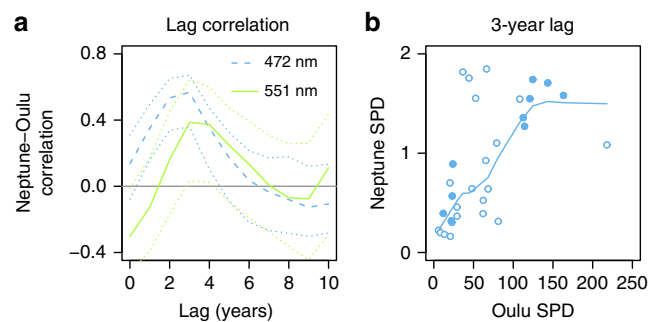 a
Lag correlation
0.8
0.4
0.0
−0.4
Neptune–Oulu
correlation
472 nm
551 nm
0 2 4 6 8 10
Lag (years)
b
3-year lag
2
1
0
Neptune SPD
0 50 100 150 200 250
Oulu SPD